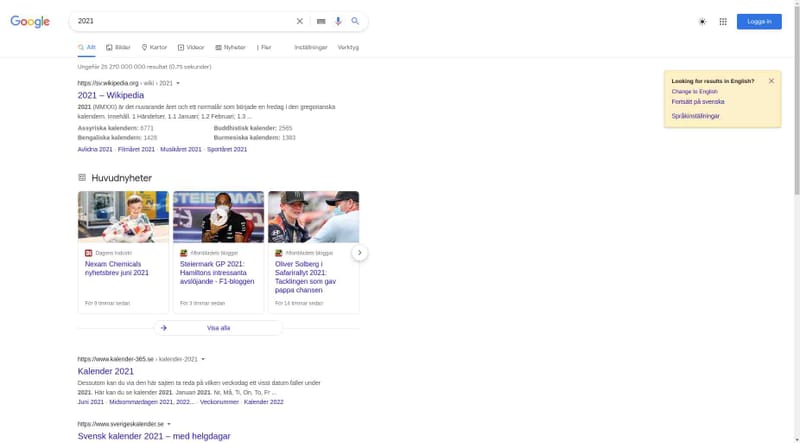 Google
2021
Logga in
Allt
Bilder
Kartor
Videor
Nyheter
Fler
Inställningar
Verktyg
Ungefär 25 270 000 000 resultat (0,75 sekunder)
https://sv.wikipedia.org › wiki › 2021
2021 – Wikipedia
2021 (MMXXI) är det nuvarande året och ett normalår som började en fredag i den gregorianska
kalendern. Innehåll. 1 Händelser. 1.1 Januari; 1.2 Februari; 1.3 ...
Assyriska kalendern: 6771
Buddhistisk kalender: 2565
Bengaliska kalendern: 1428
Burmesiska kalendern: 1383
Avlidna 2021 · Filmåret 2021 · Musikåret 2021 · Sportåret 2021
Looking for results in English?
Change to English
Fortsätt på svenska
Språkinställningar
Huvudnyheter
Dagens Industri
Nexam Chemicals
nyhetsbrev juni 2021
För 9 timmar sedan
Aftonbladets bloggar
Steiermark GP 2021:
Hamiltons intressanta
avslöjande - F1-bloggen
För 3 timmar sedan
Aftonbladets bloggar
Oliver Solberg i
Safarirallyt 2021:
Tacklingen som gav
pappa chansen
För 14 timmar sedan
Visa alla
https://www.kalender-365.se › kalender-2021
Kalender 2021
Dessutom kan du via den här sajten ta reda på vilken veckodag ett visst datum faller under
2021. Här kan du se kalender 2021. Januari 2021. Nr, Må, Ti, On, To, Fr ...
Juni 2021 · Midsommardagen 2021, 2022... · Veckonummer · Kalender 2022
https://www.sverigeskalender.se
Svensk kalender 2021 – med helgdagar